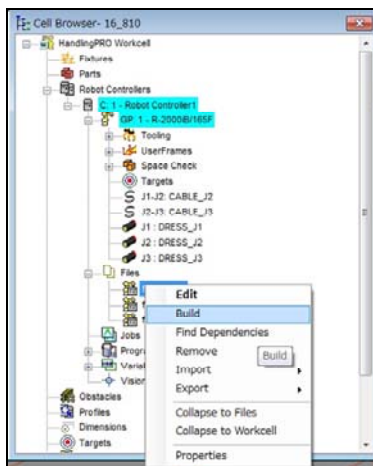 Cell Browser- 16_810
HandlingPRO Workcell
Fixtures
Parts
Robot Controllers
C: 1 - Robot Controller1
GP: 1 - R-2000iB/165F
Tooling
UserFrames
Space Check
Targets
J1-J2: CABLE_J2
J2-J3: CABLE_J3
J1 : DRESS_J1
J2 : DRESS_J2
J3 : DRESS_J3
Files
Jobs
Progra
Variabl
Vision
Obstacles
Profiles
Dimensions
Targets
Edit
Build
Find Dependencies
Remove
Build
Import
Export
Collapse to Files
Collapse to Workcell
Properties